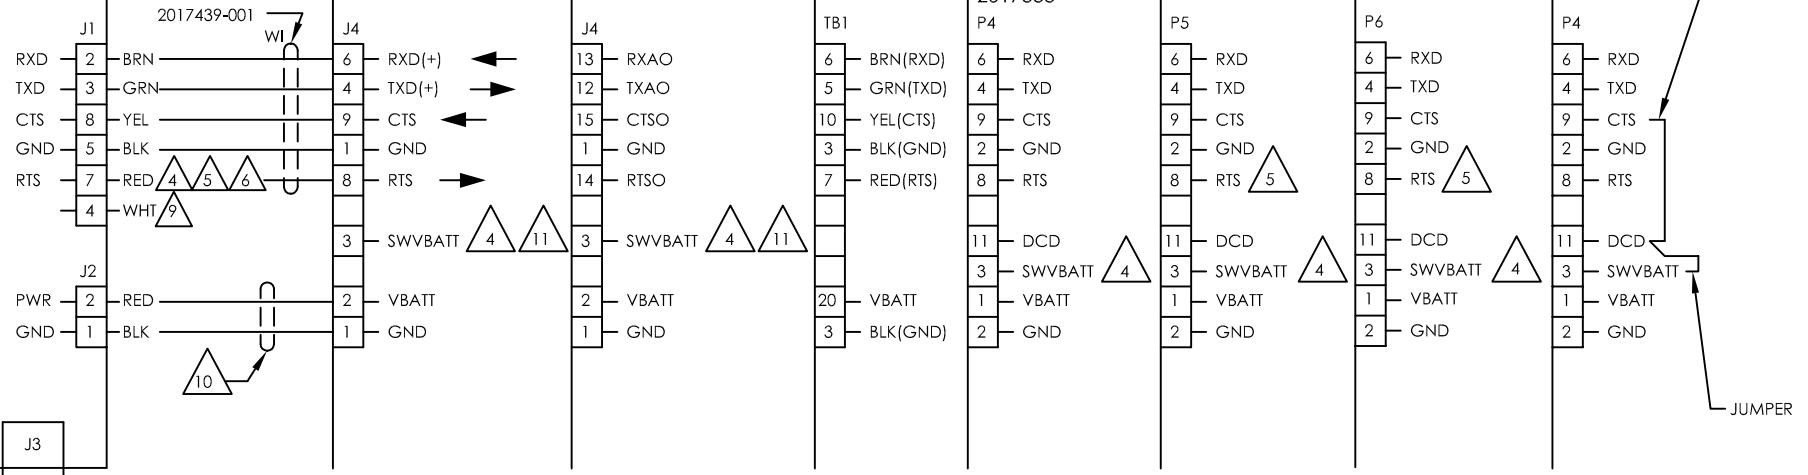 2017439-001
J1 WI J4 J4 TB1 P4 P5 P6 P4
RXD 2 BRN 6 RXD(+) 13 RXAO 6 BRN(RXD) 6 RXD 6 RXD 6 RXD 6 RXD
TXD 3 GRN 4 TXD(+) 12 TXAO 5 GRN(TXD) 4 TXD 4 TXD 4 TXD 4 TXD
CTS 8 YEL 9 CTS 15 CTSO 10 YEL(CTS) 9 CTS 9 CTS 9 CTS 9 CTS
GND 5 BLK 1 GND 1 GND 3 BLK(GND) 2 GND 2 GND 2 GND 2 GND
RTS 7 RED 4 5 6 8 RTS 14 RTSO 7 RED(RTS) 8 RTS 8 RTS 5 8 RTS 5 8 RTS
4 WHT 9
3 SWVBATT 4 11 3 SWVBATT 4 11 11 DCD 11 DCD 11 DCD 11 DCD
J2 3 SWVBATT 4 3 SWVBATT 4 3 SWVBATT 4 3 SWVBATT
PWR 2 RED 2 VBATT 2 VBATT 20 VBATT 1 VBATT 1 VBATT 1 VBATT 1 VBATT
GND 1 BLK 1 GND 1 GND 3 BLK(GND) 2 GND 2 GND 2 GND 2 GND
10
JUMPER
J3